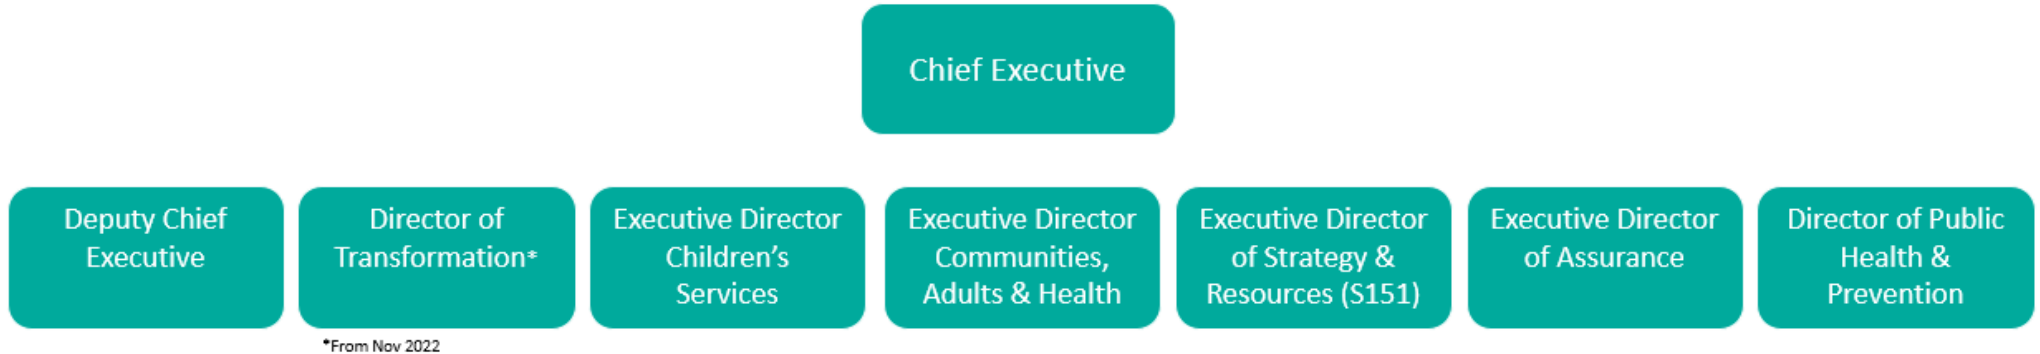 Chief Executive
Deputy Chief
Executive
Director of
Transformation*
Executive Director
Children’s
Services
Executive Director
Communities,
Adults & Health
Executive Director
of Strategy &
Resources (S151)
Executive Director
of Assurance
Director of Public
Health &
Prevention
*From Nov 2022